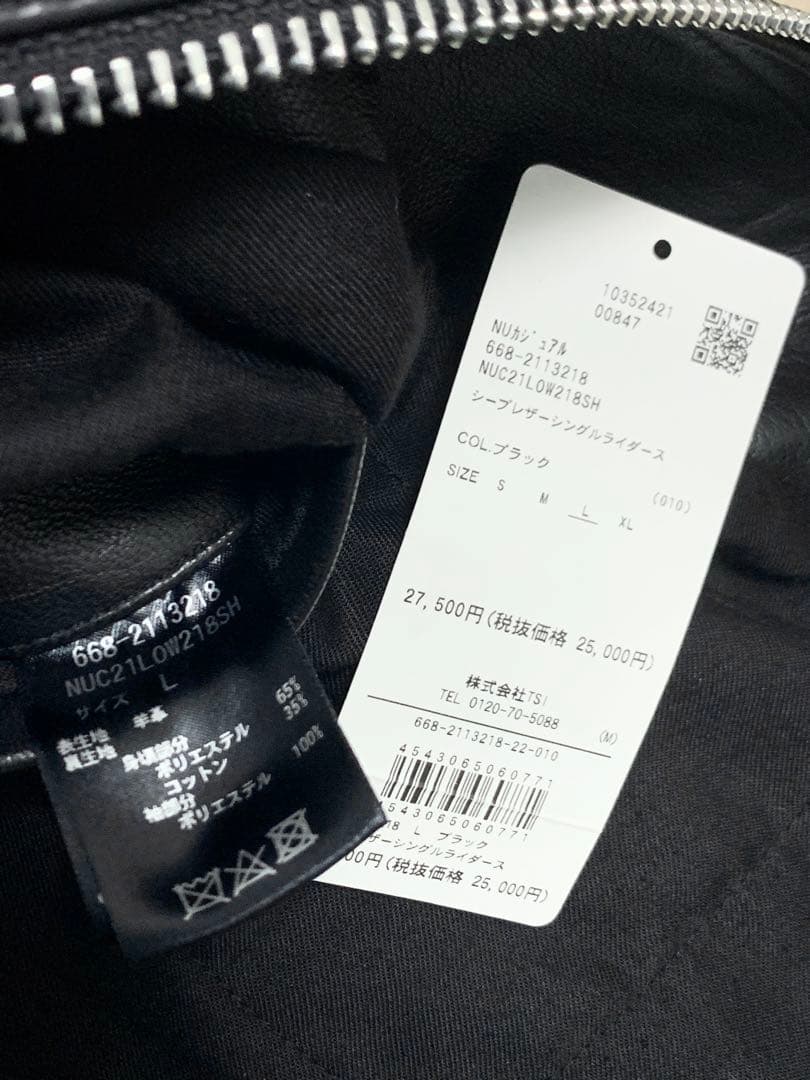 10352421
00847
NUｶｼﾞｭｱﾙ
668-2113218
NUC21LOW218SH
シープレザーシングルライダース
COL.ブラック
(010)
SIZE S M L XL
27,500円(税抜価格 25,000円)
株式会社TSI
TEL 0120-70-5088
(M)
668-2113218-22-010
4543065060771
4543065060771
18 L ブラック
ザーシングルライダース
00円(税抜価格 25,000円)
668-2113218
NUC21LOW218SH
サイズ L
表生地 羊革
裏生地
身頃部分
ポリエステル 65%
コットン 35%
袖部分
ポリエステル 100%